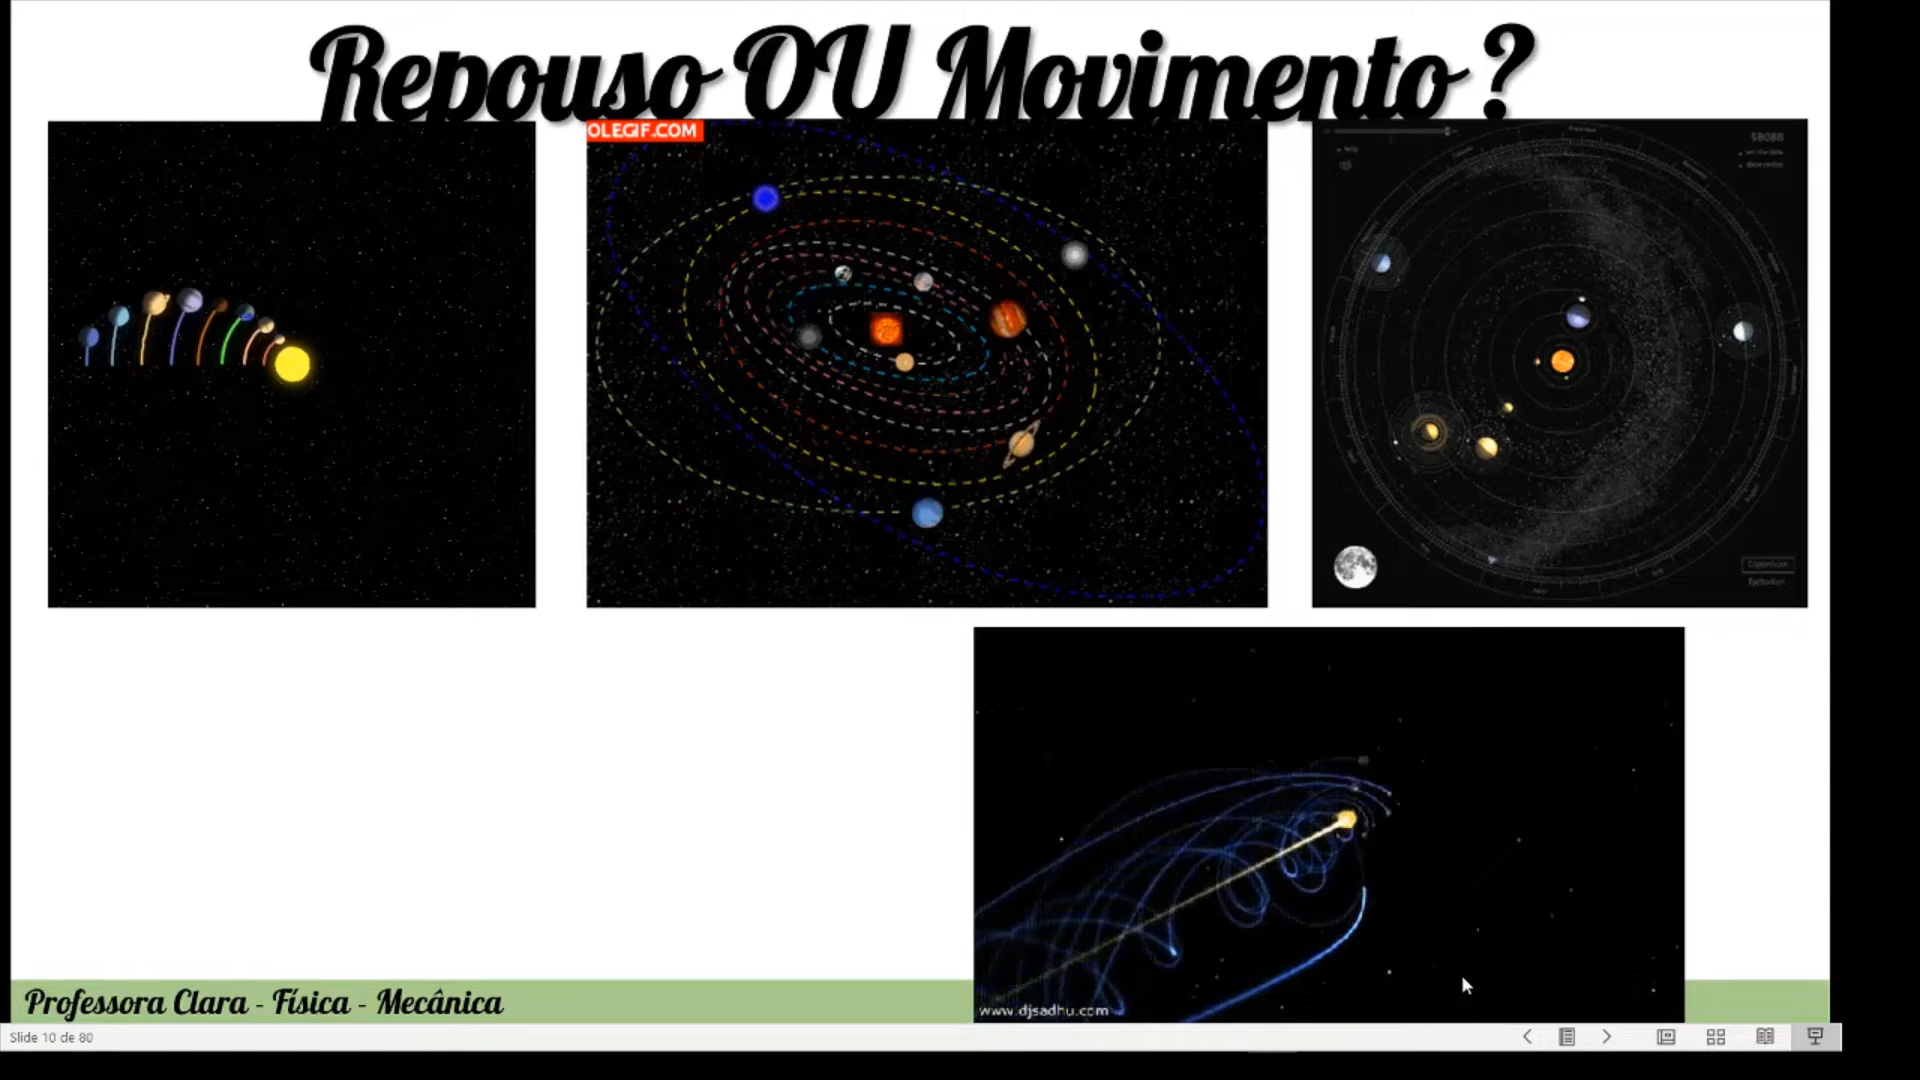 Repouso OU Movimento ?
OLEGIF.COM
www.djsadhu.com
Professora Clara - Física - Mecânica
Slide 10 de 80